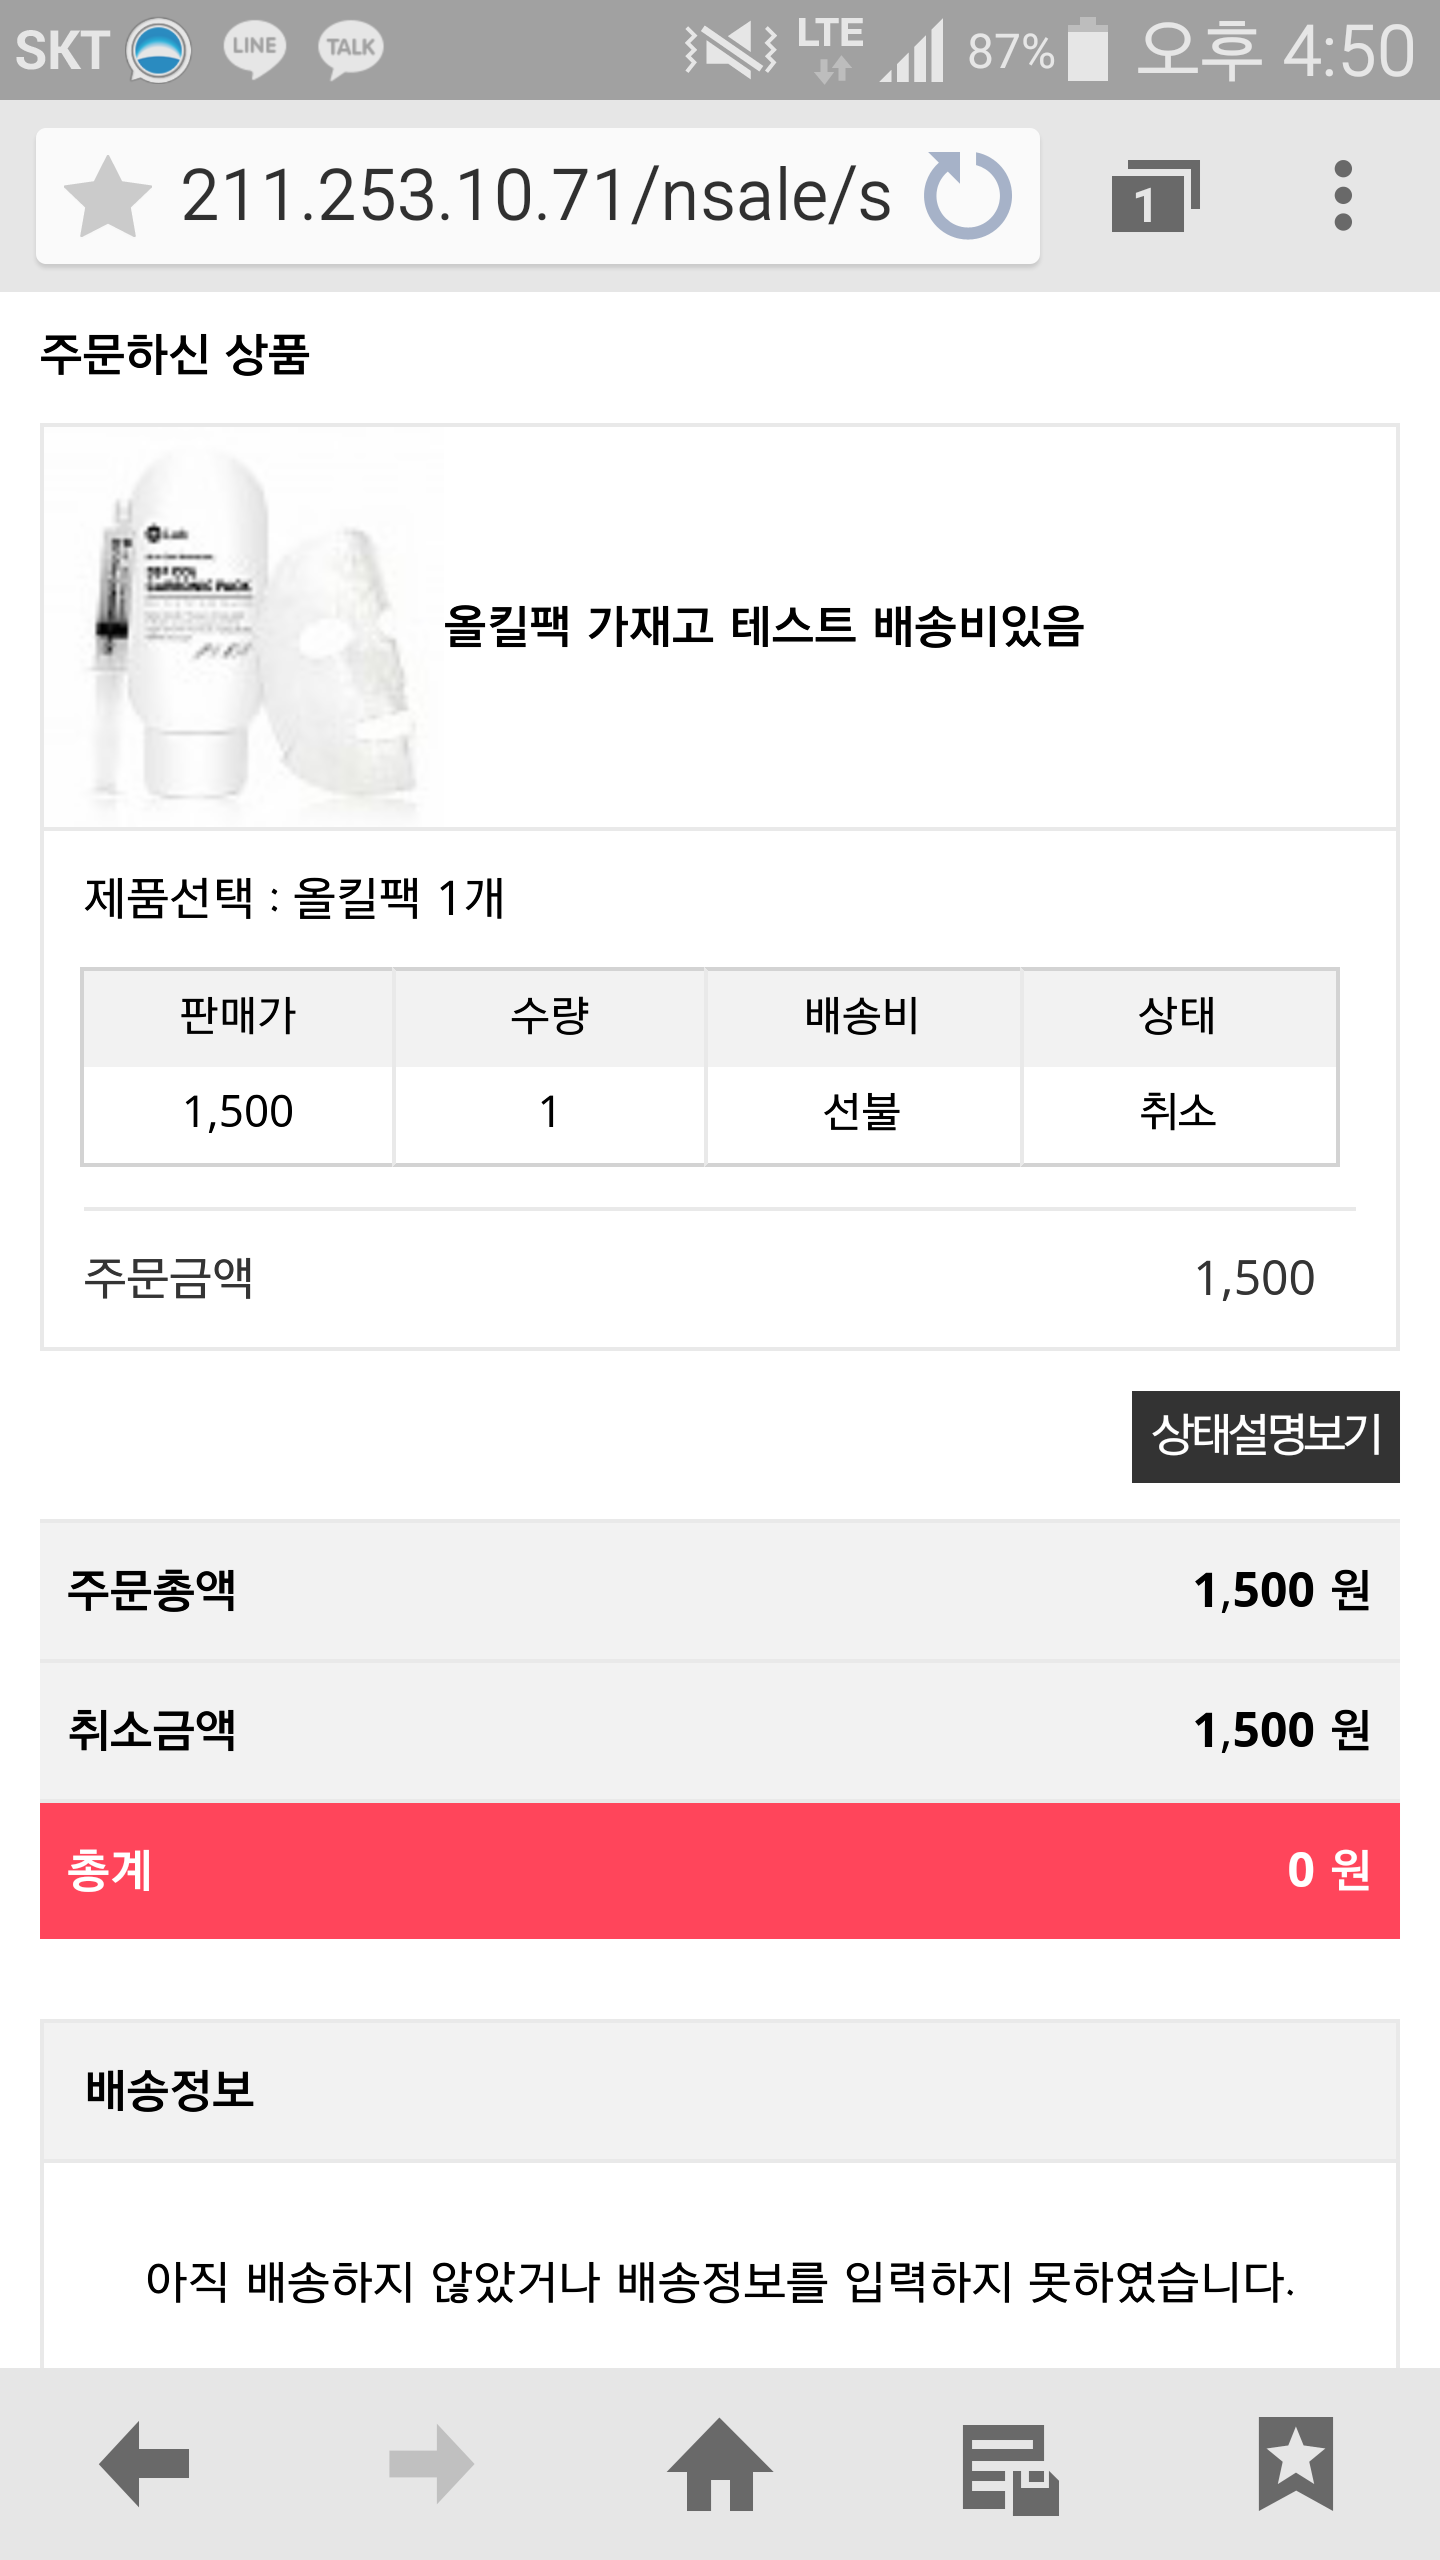 SKT LINE TALK LTE 87% 오후 4:50
211.253.10.71/nsale/s 1
주문하신 상품
Lab
CARBONIC PACK
올킬팩 가재고 테스트 배송비있음
제품선택 : 올킬팩 1개
판매가 수량 배송비 상태
1,500 1 선불 취소
주문금액 1,500
상태설명보기
주문총액 1,500 원
취소금액 1,500 원
총계 0 원
배송정보
아직 배송하지 않았거나 배송정보를 입력하지 못하였습니다.